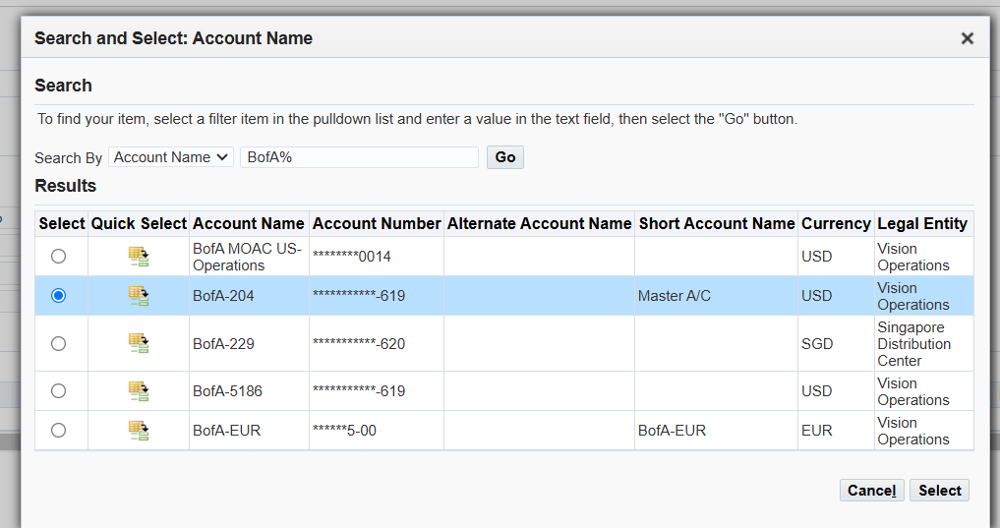 Search and Select: Account Name
Search
To find your item, select a filter item in the pulldown list and enter a value in the text field, then select the "Go" button.
Search By Account Name BofA% Go
Results
Select Quick Select Account Name Account Number Alternate Account Name Short Account Name Currency Legal Entity
BofA MOAC US-Operations ********0014 USD Vision Operations
BofA-204 ***********-619 Master A/C USD Vision Operations
BofA-229 ***********-620 SGD Singapore Distribution Center
BofA-5186 ***********-619 USD Vision Operations
BofA-EUR ******5-00 BofA-EUR EUR Vision Operations
Cancel Select